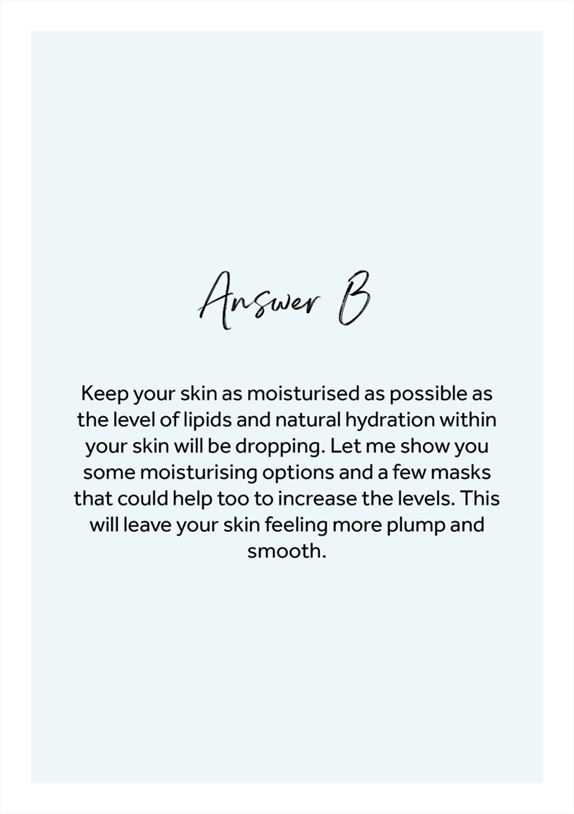 Answer B
Keep your skin as moisturised as possible as
the level of lipids and natural hydration within
your skin will be dropping. Let me show you
some moisturising options and a few masks
that could help too to increase the levels. This
will leave your skin feeling more plump and
smooth.